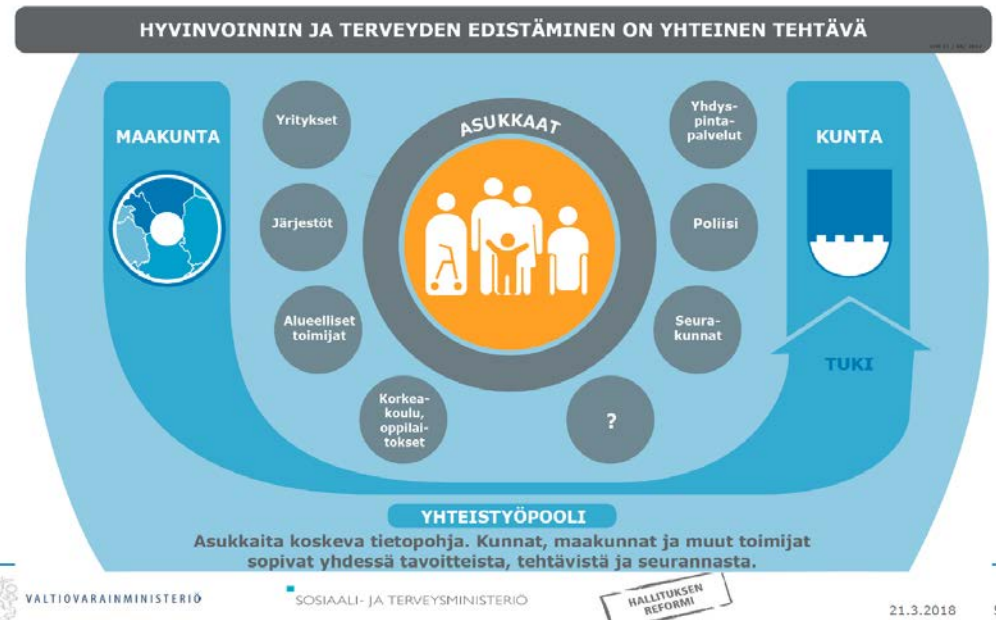 HYVINVOINNIN JA TERVEYDEN EDISTÄMINEN ON YHTEINEN TEHTÄVÄ
MAAKUNTA
Yritykset
Järjestöt
Alueelliset
toimijat
Korkea-
koulu,
oppilai-
tokset
ASUKKAAT
Yhdys-
pinta-
palvelut
Poliisi
Seura-
kunnat
?
KUNTA
TUKI
YHTEISTYÖPOOLI
Asukkaita koskeva tietopohja. Kunnat, maakunnat ja muut toimijat
sopivat yhdessä tavoitteista, tehtävistä ja seurannasta.
VALTIOVARAINMINISTERIÖ
SOSIAALI- JA TERVEYSMINISTERIÖ
HALLITUKSEN
REFORMI
21.3.2018